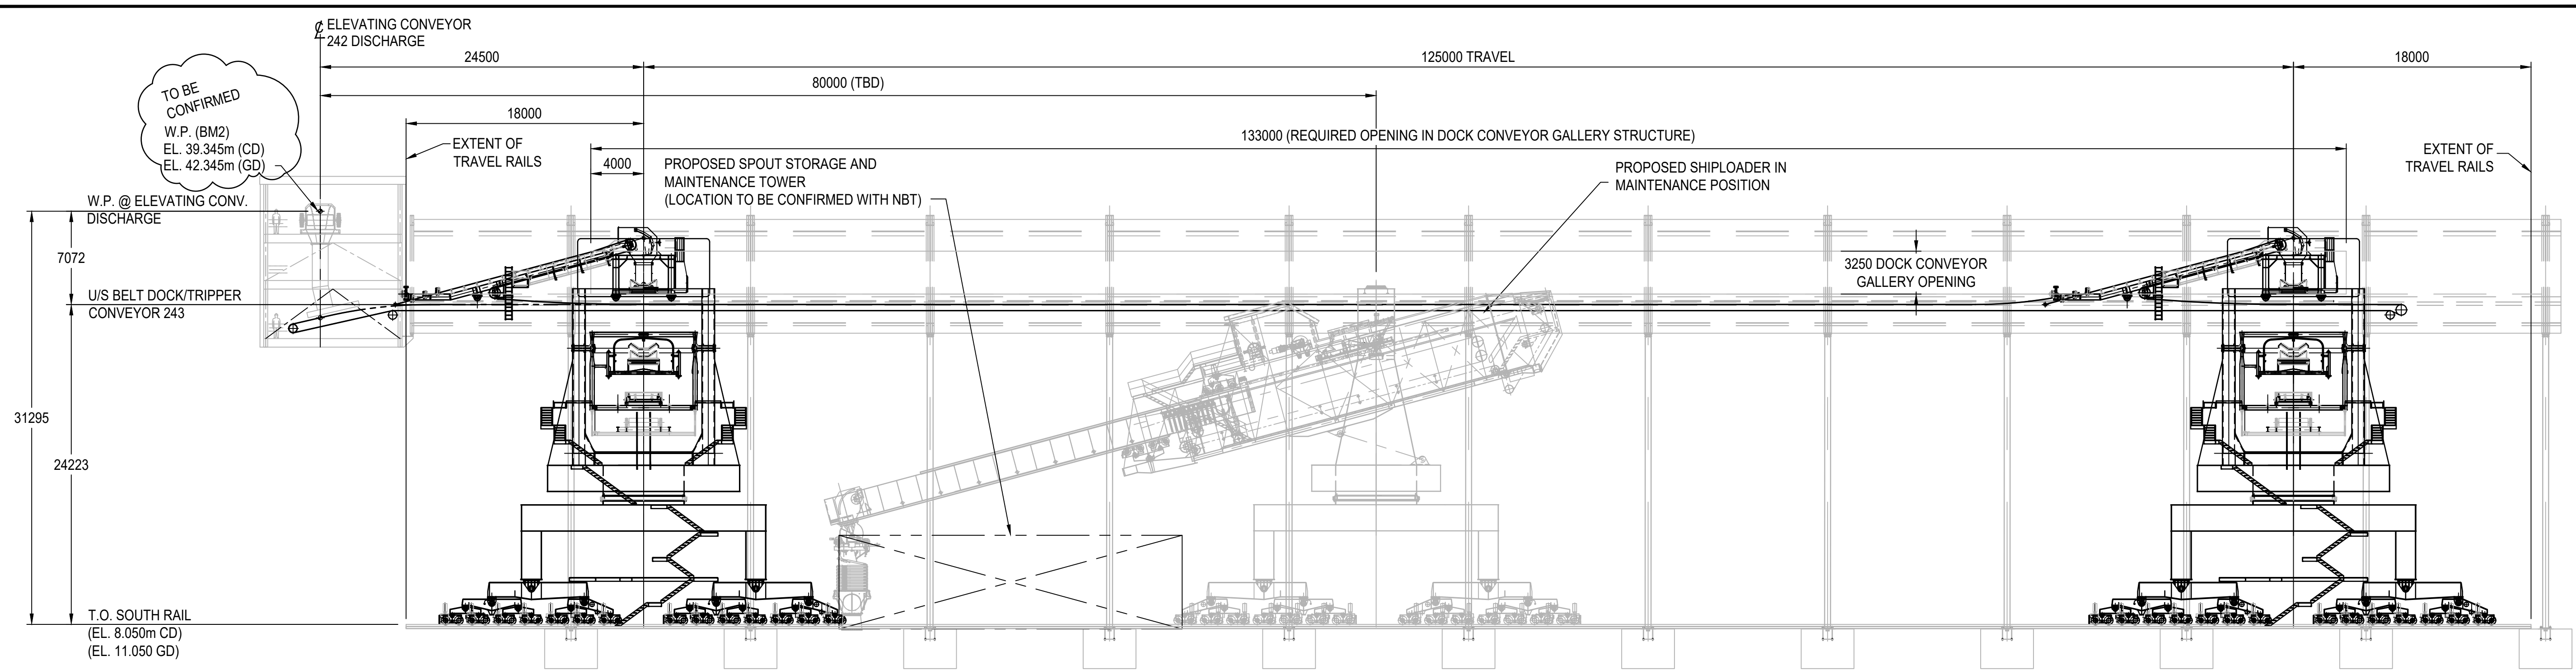 ℄ ELEVATING CONVEYOR
242 DISCHARGE
24500
125000 TRAVEL
18000
80000 (TBD)
TO BE
CONFIRMED
W.P. (BM2)
EL. 39.345m (CD)
EL. 42.345m (GD)
18000
133000 (REQUIRED OPENING IN DOCK CONVEYOR GALLERY STRUCTURE)
EXTENT OF
TRAVEL RAILS
4000
PROPOSED SPOUT STORAGE AND
MAINTENANCE TOWER
(LOCATION TO BE CONFIRMED WITH NBT)
PROPOSED SHIPLOADER IN
MAINTENANCE POSITION
EXTENT OF
TRAVEL RAILS
W.P. @ ELEVATING CONV.
DISCHARGE
7072
3250 DOCK CONVEYOR
GALLERY OPENING
U/S BELT DOCK/TRIPPER
CONVEYOR 243
31295
24223
T.O. SOUTH RAIL
(EL. 8.050m CD)
(EL. 11.050 GD)